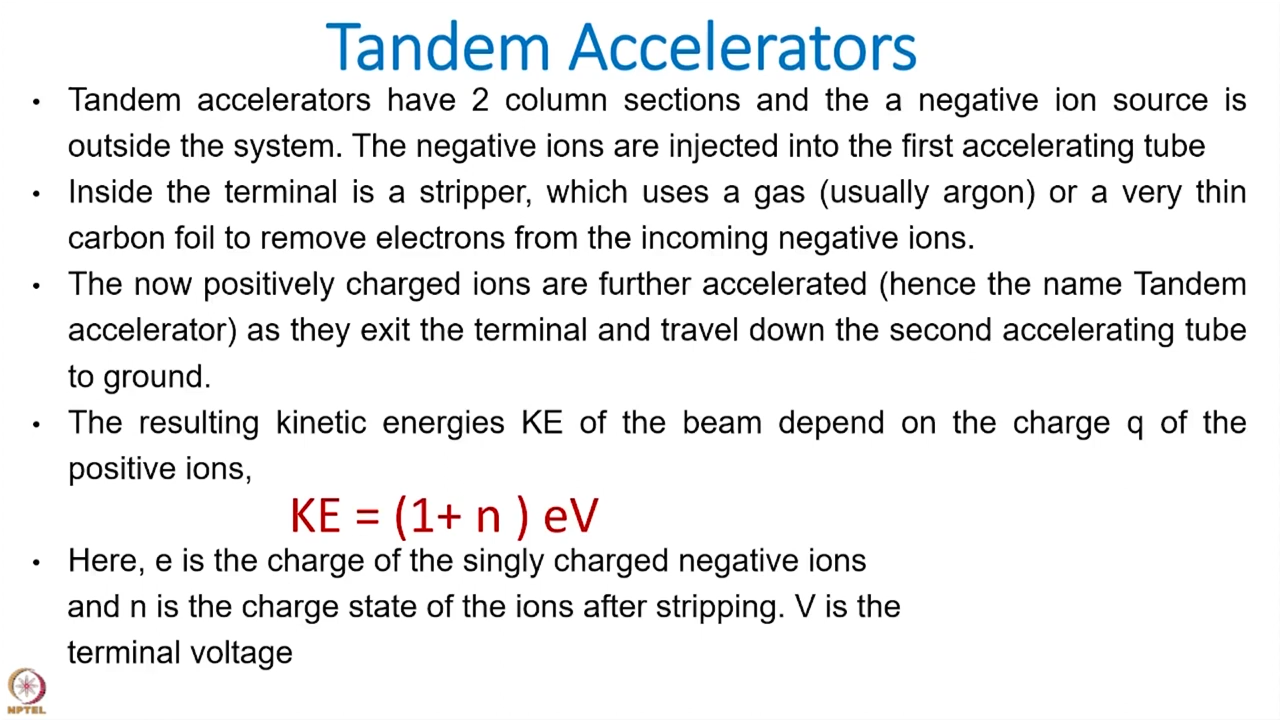 Tandem Accelerators
• Tandem accelerators have 2 column sections and the a negative ion source is
outside the system. The negative ions are injected into the first accelerating tube
• Inside the terminal is a stripper, which uses a gas (usually argon) or a very thin
carbon foil to remove electrons from the incoming negative ions.
• The now positively charged ions are further accelerated (hence the name Tandem
accelerator) as they exit the terminal and travel down the second accelerating tube
to ground.
• The resulting kinetic energies KE of the beam depend on the charge q of the
positive ions,
KE = (1+ n ) eV
• Here, e is the charge of the singly charged negative ions
and n is the charge state of the ions after stripping. V is the
terminal voltage
NPTEL